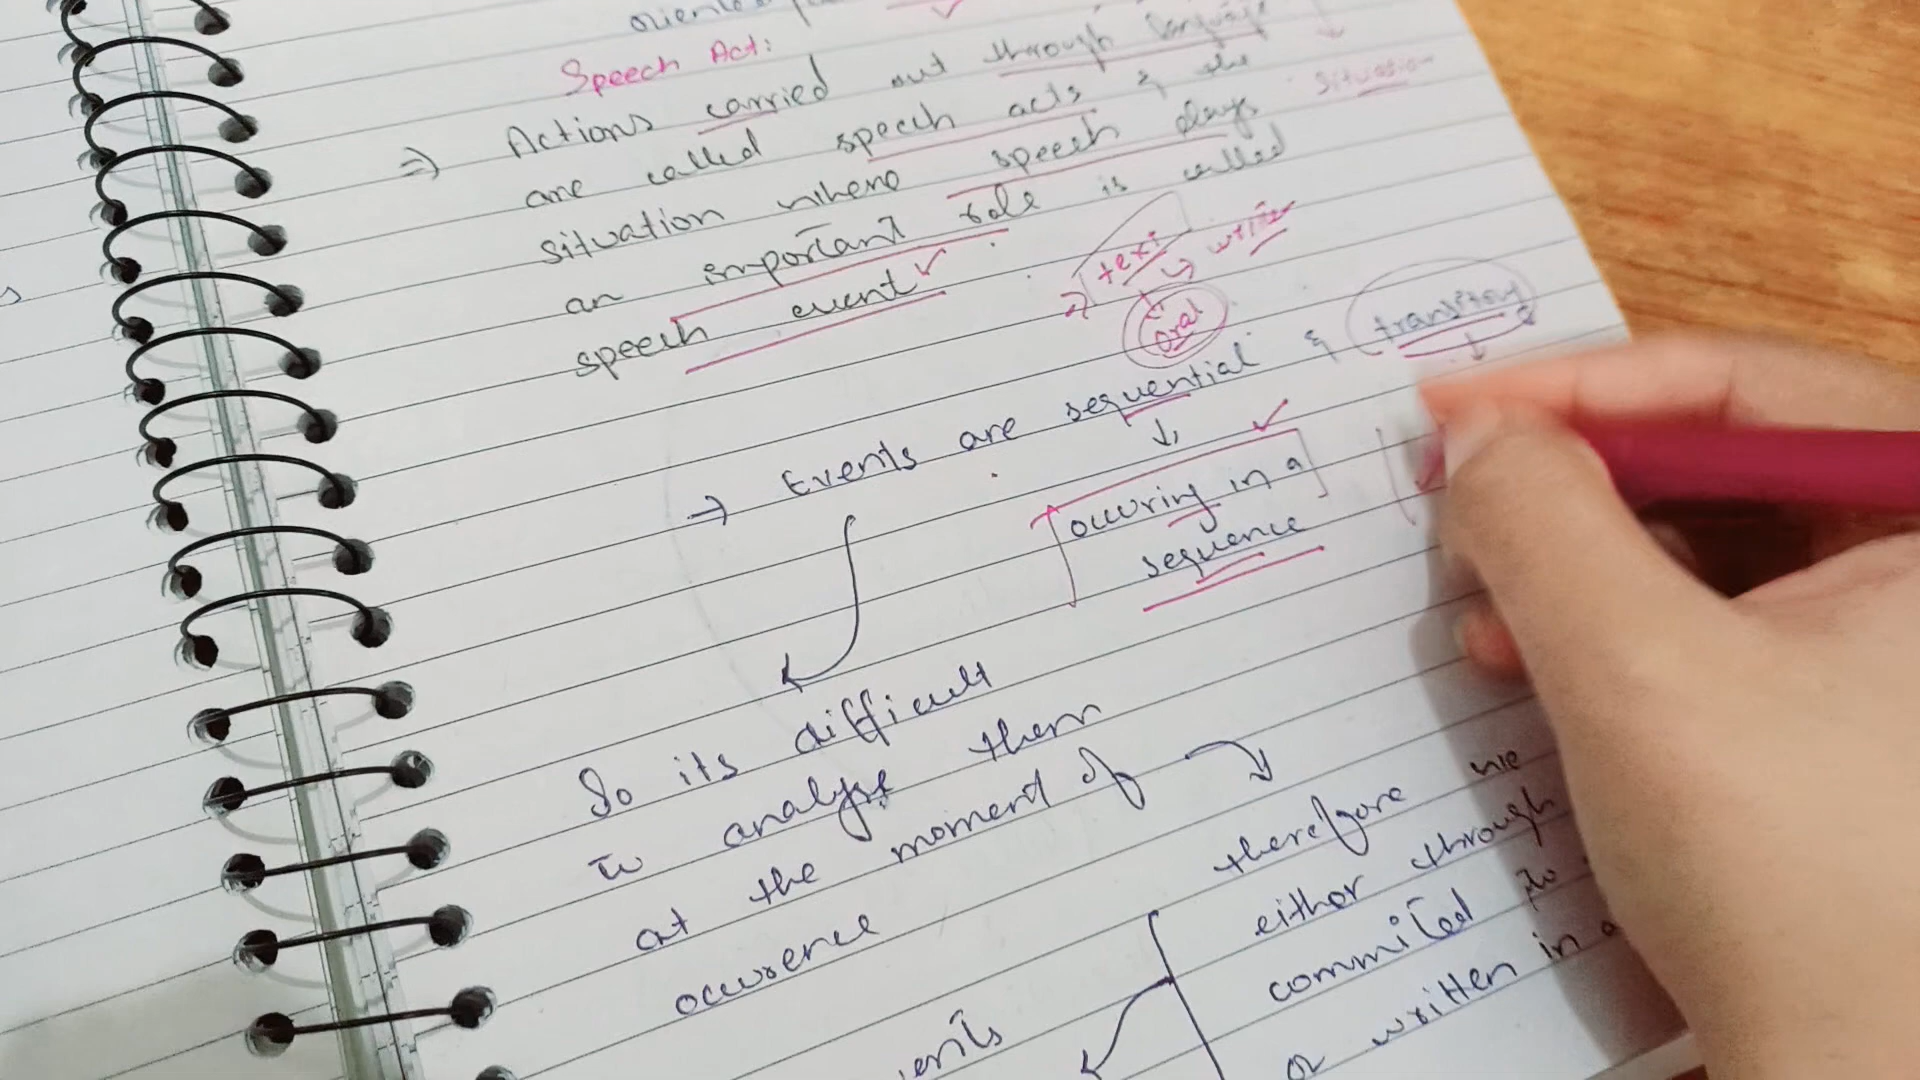 Speech Act:
⇒ Actions carried out through language
are called speech acts & the
situation
situation where speech plays
an important role is called
speech event ✓
⇒ text
↳ write
oral
→ Events are sequential & transitory
occuring in a
sequence
So its difficult
to analyse them
at the moment of
occurence
therefore we
either through
commited to
or written in a